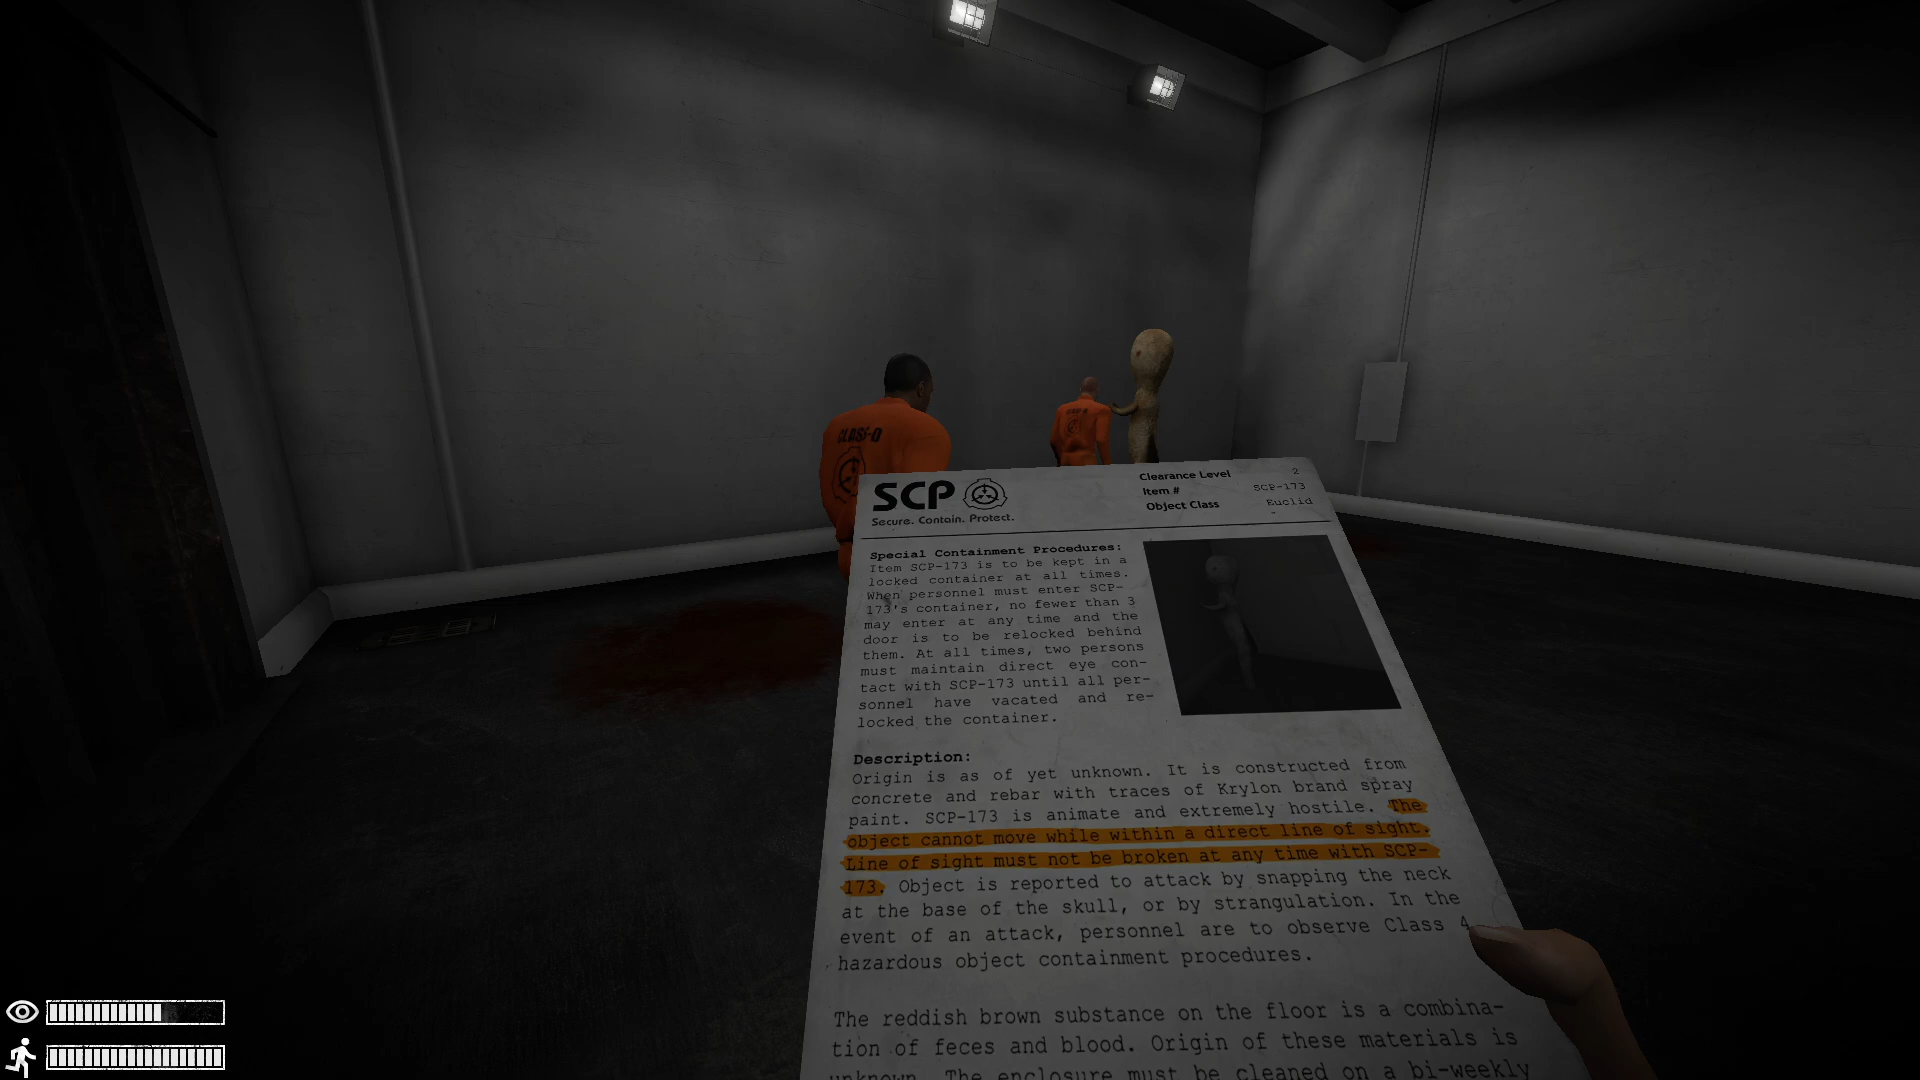 CLASS-D
CLASS-D
SCP
Secure. Contain. Protect.
Clearance Level 2
Item # SCP-173
Object Class Euclid
Special Containment Procedures:
Item SCP-173 is to be kept in a
locked container at all times.
When personnel must enter SCP-
173's container, no fewer than 3
may enter at any time and the
door is to be relocked behind
them. At all times, two persons
must maintain direct eye con-
tact with SCP-173 until all per-
sonnel have vacated and re-
locked the container.
Description:
Origin is as of yet unknown. It is constructed from
concrete and rebar with traces of Krylon brand spray
paint. SCP-173 is animate and extremely hostile. The
object cannot move while within a direct line of sight.
Line of sight must not be broken at any time with SCP-
173. Object is reported to attack by snapping the neck
at the base of the skull, or by strangulation. In the
event of an attack, personnel are to observe Class 4
hazardous object containment procedures.
The reddish brown substance on the floor is a combina-
tion of feces and blood. Origin of these materials is
unknown. The enclosure must be cleaned on a bi-weekly